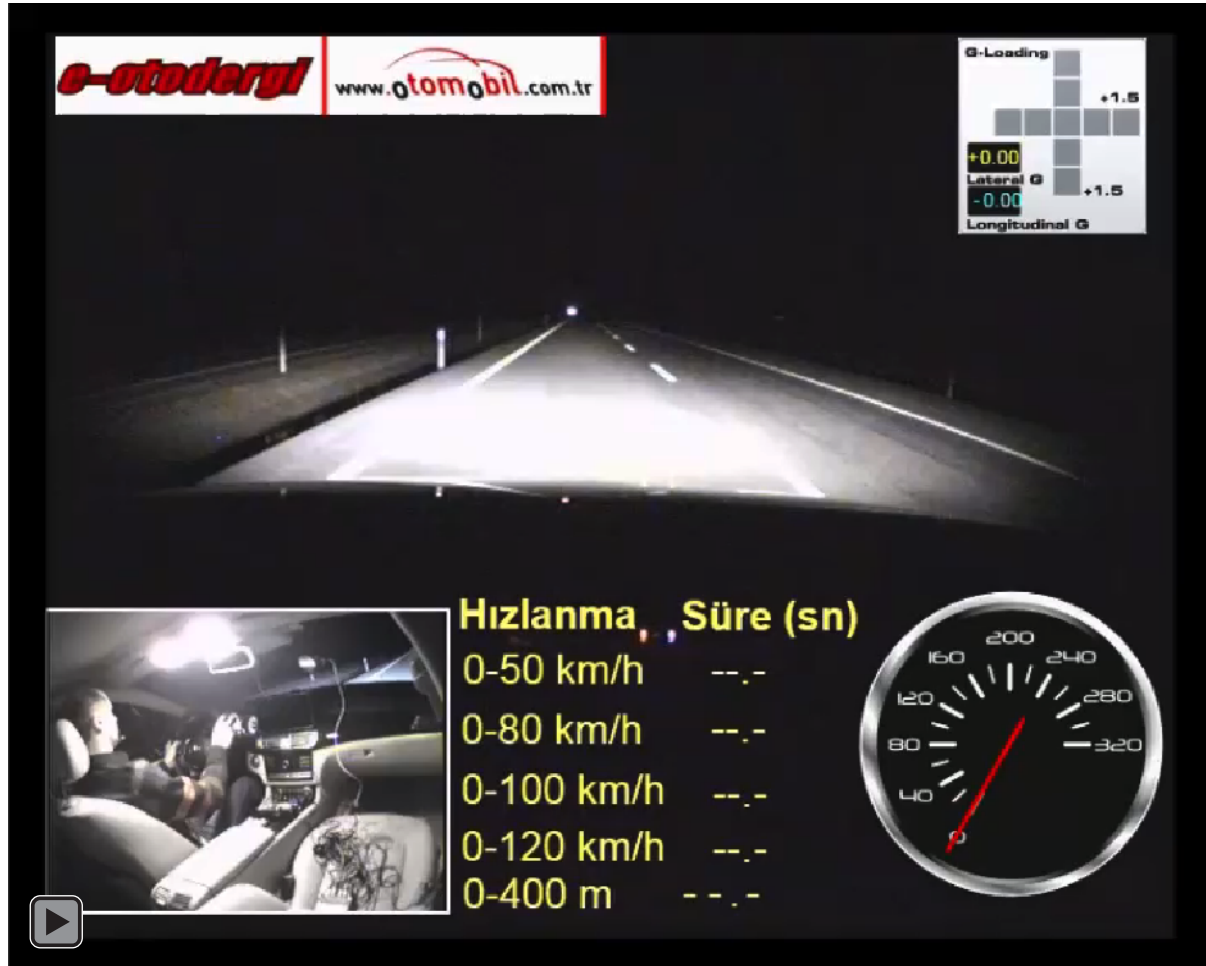 e-otodergi
www.otomobil.com.tr
G-Loading
+1.5
+0.00
Lateral G
+1.5
-0.00
Longitudinal G
Hızlanma Süre (sn)
0-50 km/h --.-
0-80 km/h --.-
0-100 km/h --.-
0-120 km/h --.-
0-400 m --.-
0
40
80
120
160
200
240
280
320